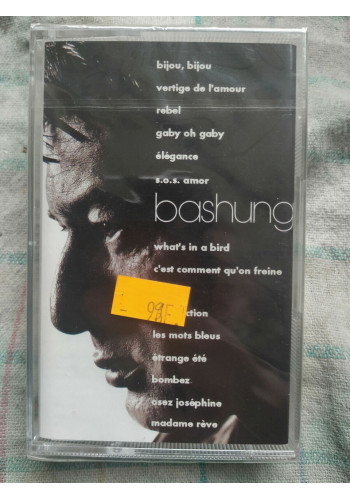 bijou, bijou
vertige de l'amour
rebel
gaby oh gaby
élégance
s.o.s. amor
bashung
what's in a bird
c'est comment qu'on freine
ction
les mots bleus
étrange été
bombez
osez joséphine
madame rêve